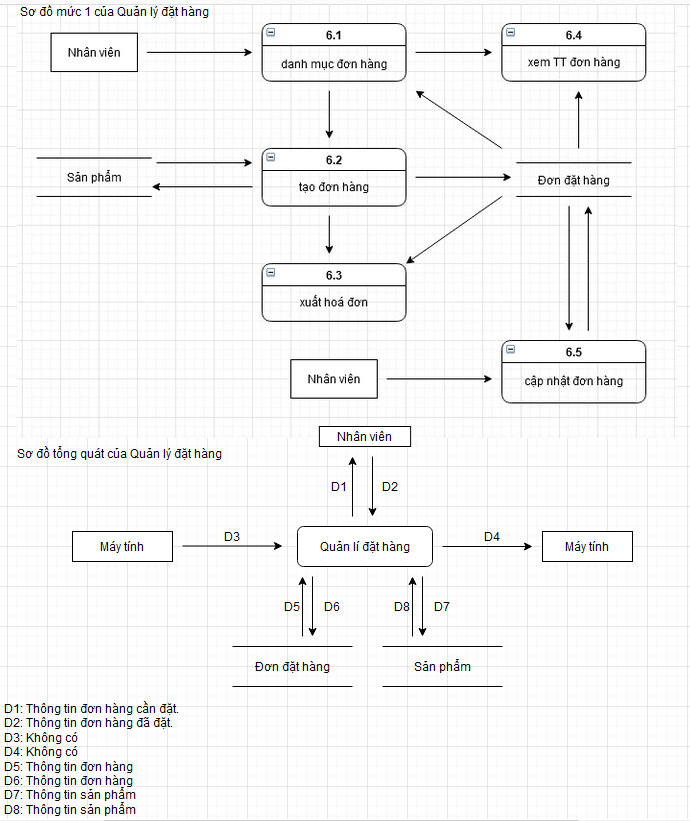 Sơ đồ mức 1 của Quản lý đặt hàng
Nhân viên
6.1
danh mục đơn hàng
6.4
xem TT đơn hàng
Sản phẩm
6.2
tạo đơn hàng
Đơn đặt hàng
6.3
xuất hoá đơn
Nhân viên
6.5
cập nhật đơn hàng
Sơ đồ tổng quát của Quản lý đặt hàng
Nhân viên
D1
D2
Máy tính
D3
Quản lí đặt hàng
D4
Máy tính
D5
D6
D8
D7
Đơn đặt hàng
Sản phẩm
D1: Thông tin đơn hàng cần đặt.
D2: Thông tin đơn hàng đã đặt.
D3: Không có
D4: Không có
D5: Thông tin đơn hàng
D6: Thông tin đơn hàng
D7: Thông tin sản phẩm
D8: Thông tin sản phẩm